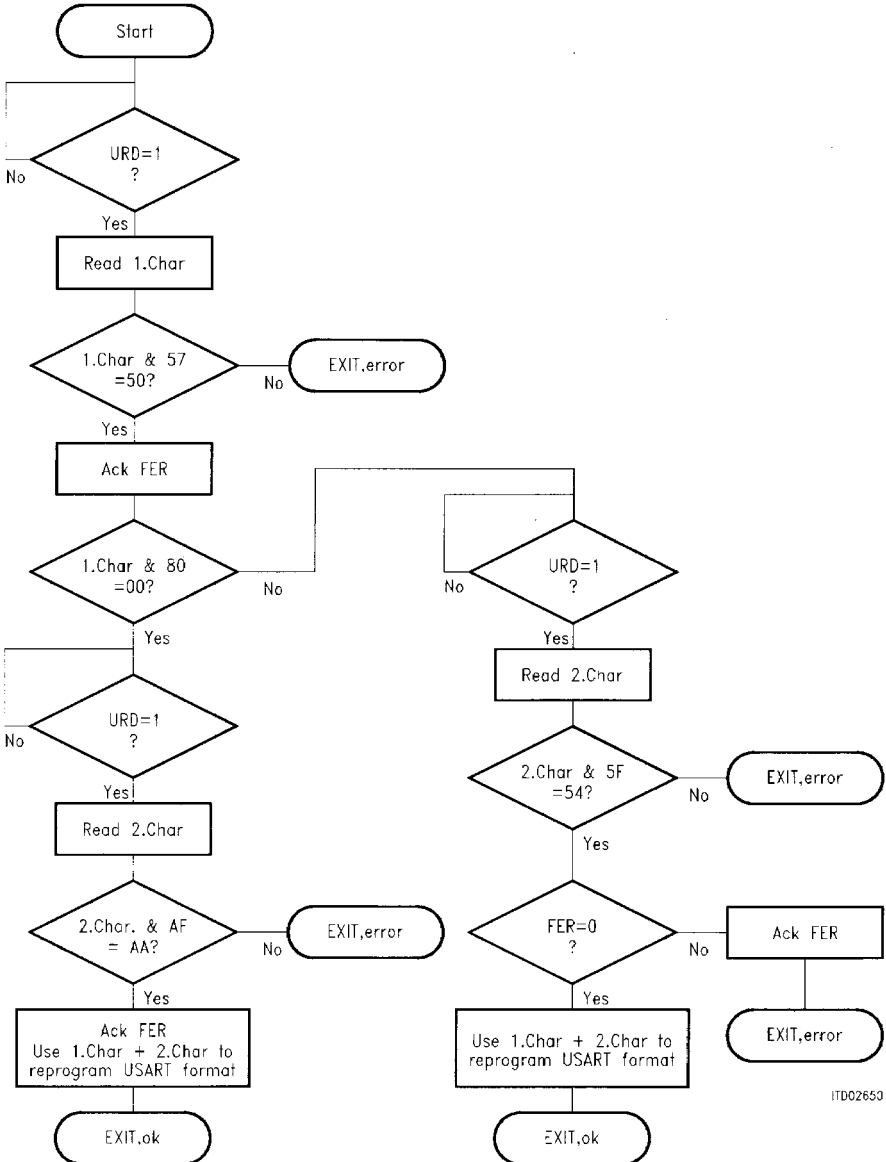 Start
URD=1
?
No
Yes
Read 1.Char
1.Char & 57
=50?
No
EXIT,error
Yes
Ack FER
1.Char & 80
=00?
No
Yes
URD=1
?
No
Yes
Read 2.Char
2.Char. & AF
= AA?
No
EXIT,error
Yes
Ack FER
Use 1.Char + 2.Char to
reprogram USART format
EXIT,ok
URD=1
?
No
Yes
Read 2.Char
2.Char & 5F
=54?
No
EXIT,error
Yes
FER=0
?
No
Ack FER
EXIT,error
Yes
Use 1.Char + 2.Char to
reprogram USART format
EXIT,ok
ITD02650